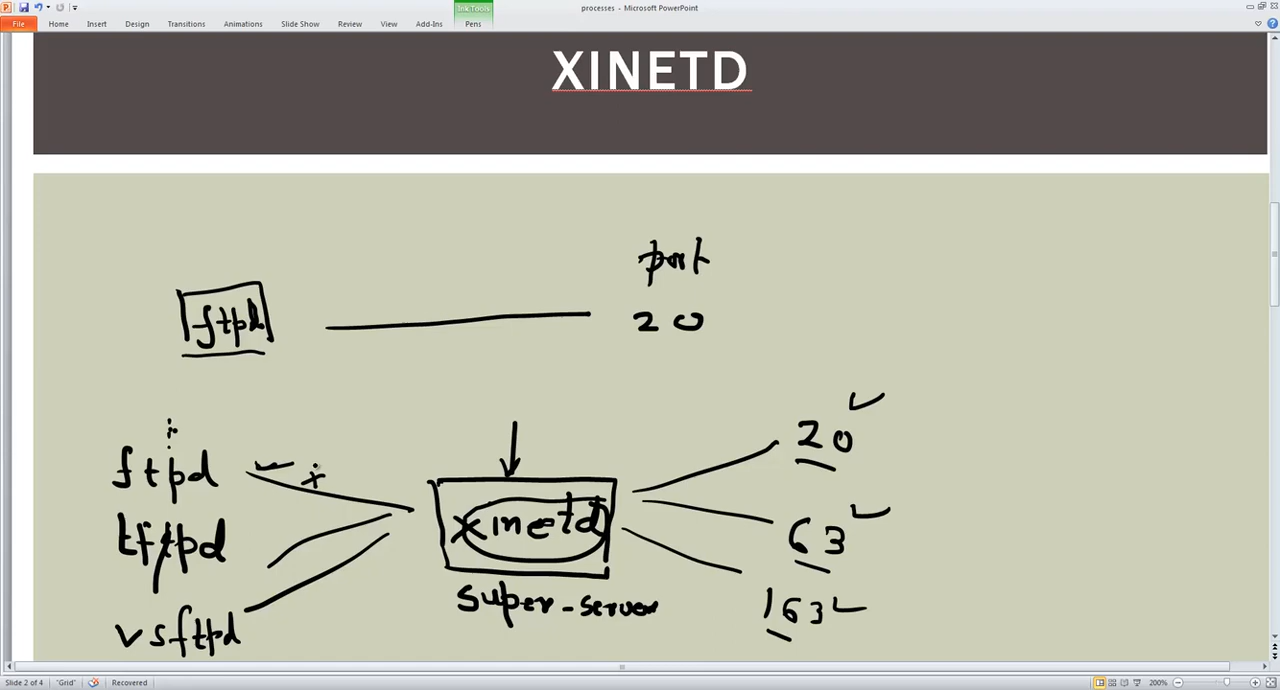 processes - Microsoft PowerPoint
Ink Tools
File Home Insert Design Transitions Animations Slide Show Review View Add-Ins Pens
XINETD
port
ftpd 20
20
ftpd
xinetd
tftpd 63
super-server
163
vsftpd
Slide 2 of 4 "Grid" Recovered 200%